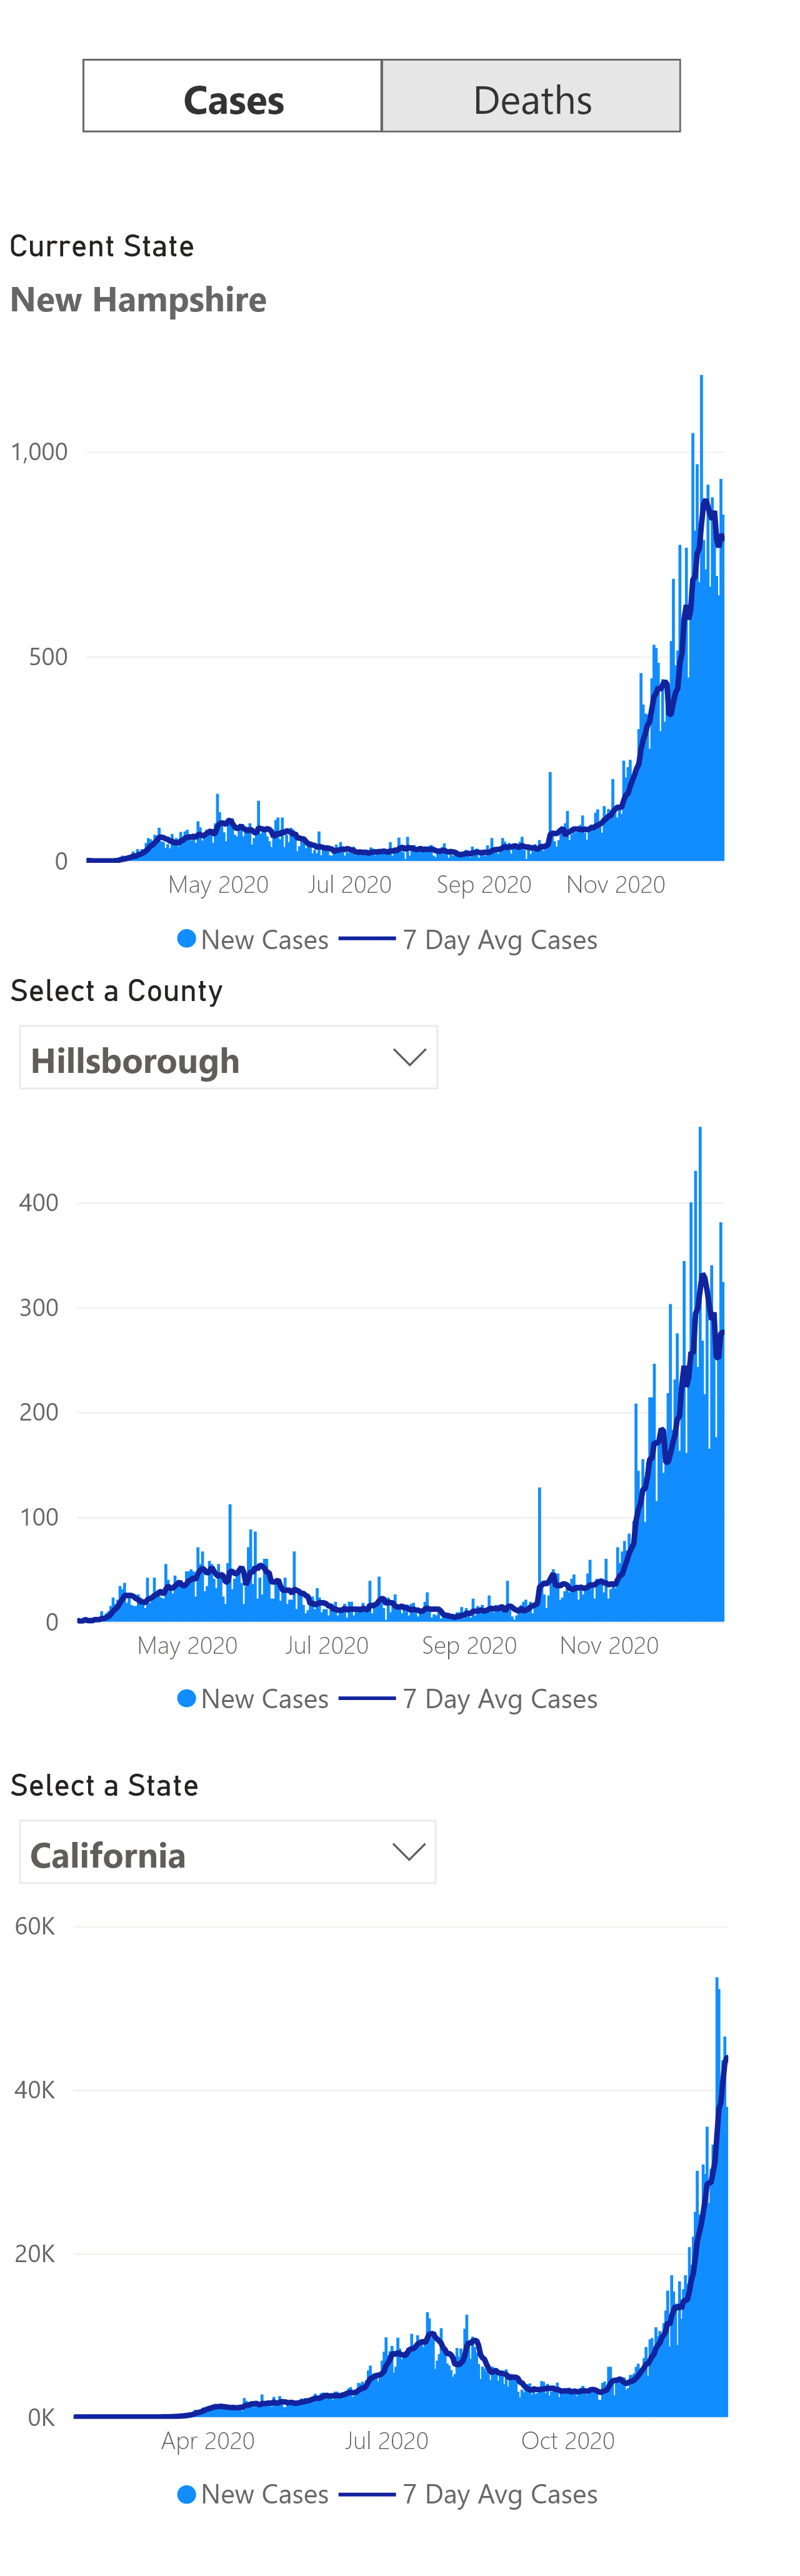 Cases Deaths
Current State
New Hampshire
1,000
500
0
May 2020 Jul 2020 Sep 2020 Nov 2020
New Cases 7 Day Avg Cases
Select a County
Hillsborough
400
300
200
100
0
May 2020 Jul 2020 Sep 2020 Nov 2020
New Cases 7 Day Avg Cases
Select a State
California
60K
40K
20K
0K
Apr 2020 Jul 2020 Oct 2020
New Cases 7 Day Avg Cases